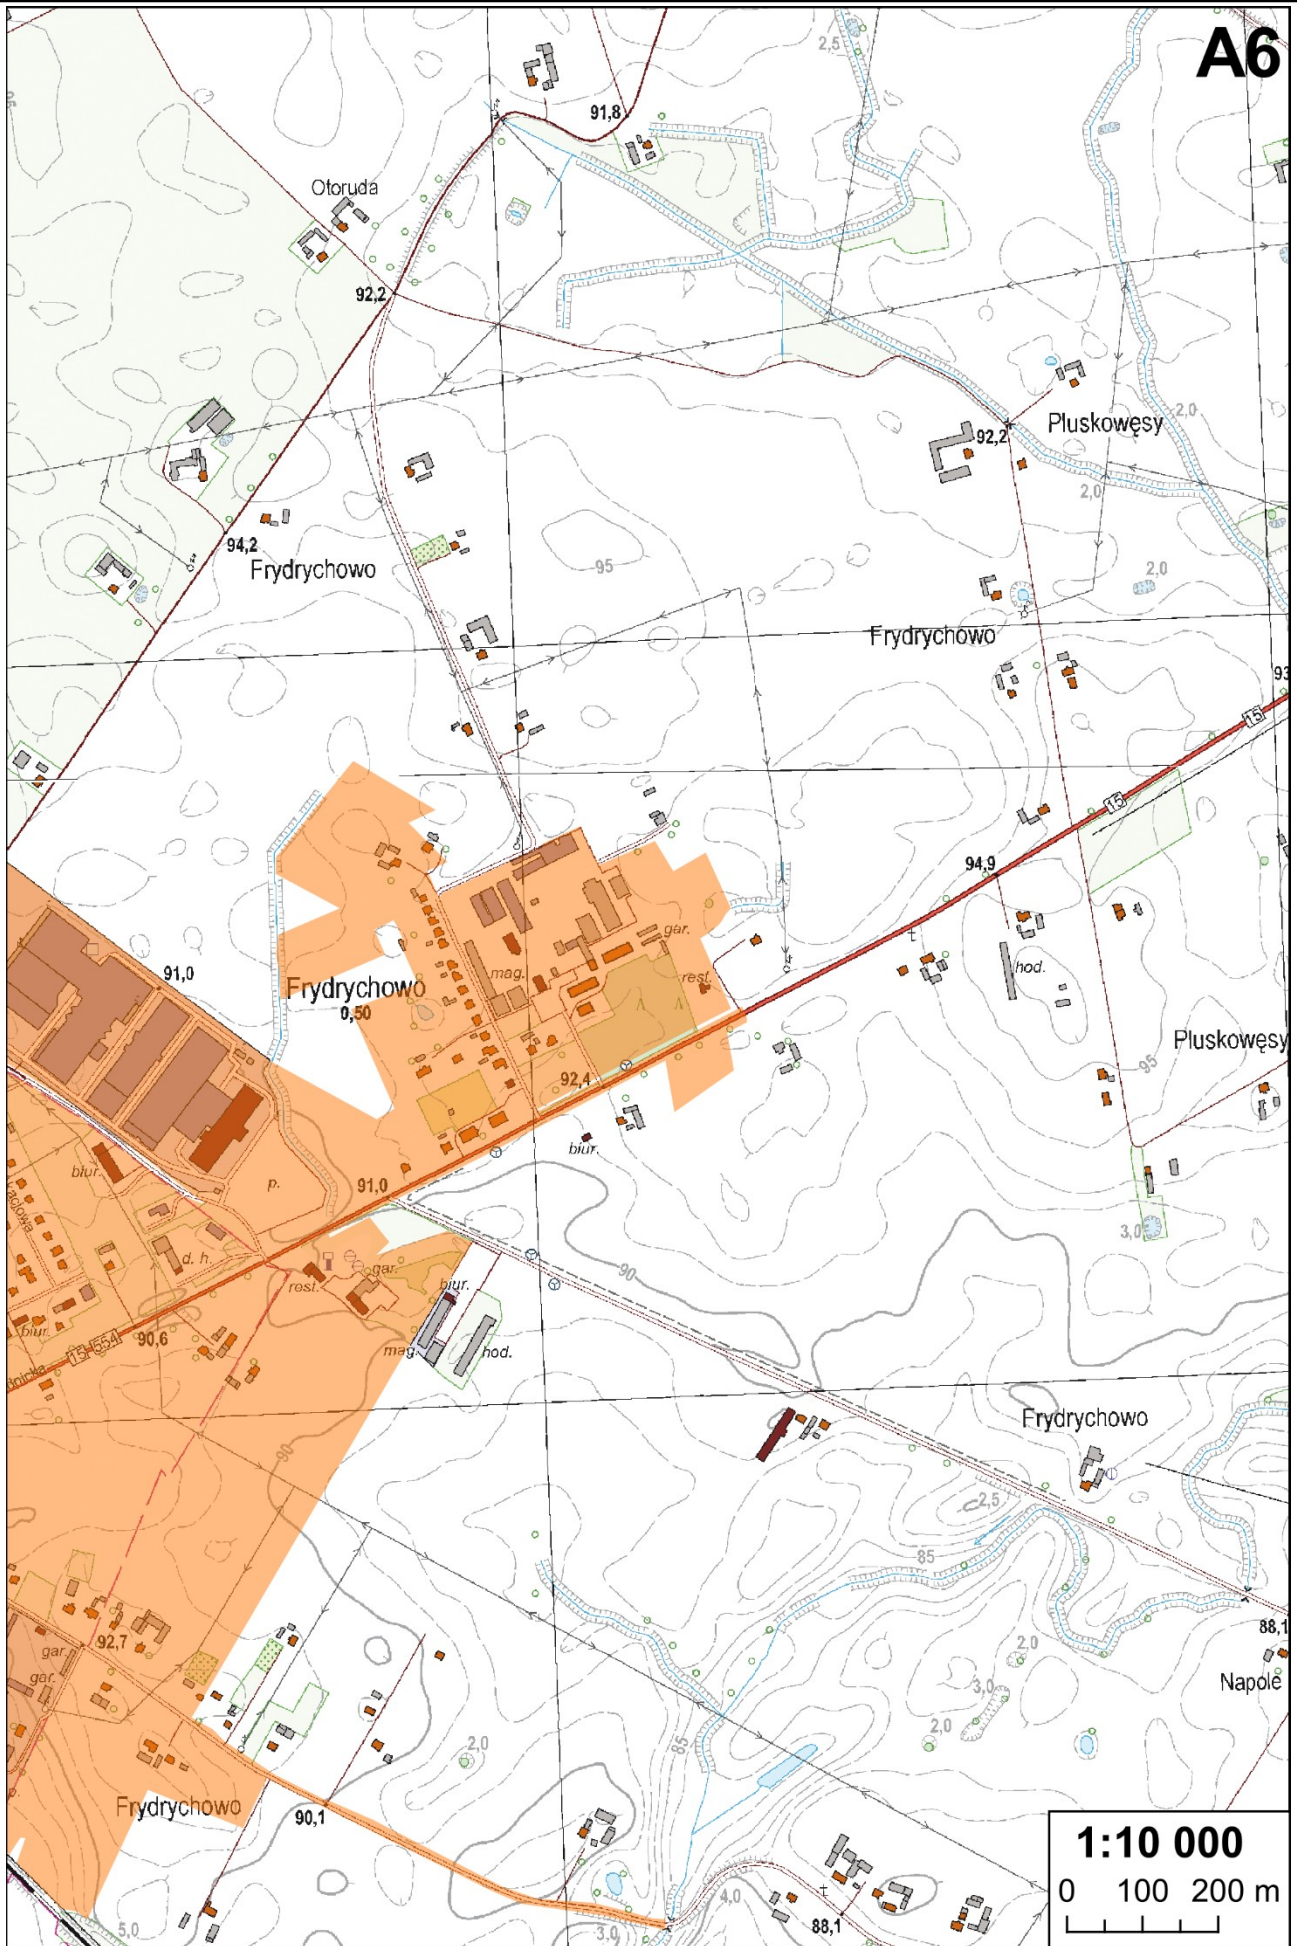 A6
2,5
91,8
Otoruda
92,2
2,0
Pluskowęsy
92,2
2,0
94,2
Frydrychowo
95
2,0
Frydrychowo
93
15
15
94,9
gar.
mag.
rest.
hod.
91,0
Frydrychowo
0,50
Pluskowęsy
92,4
95
biur.
biur.
p.
91,0
3,0
d. h.
90
gar.
rest.
biur.
biur.
90,6
15-554
mag.
hod.
dnicka
Frydrychowo
90
2,5
85
88,1
92,7
gar.
2,0
gar.
3,0
Napole
2,0
2,0
85
p.
Frydrychowo
90,1
1:10 000
0 100 200 m
4,0
88,1
5,0
3,0